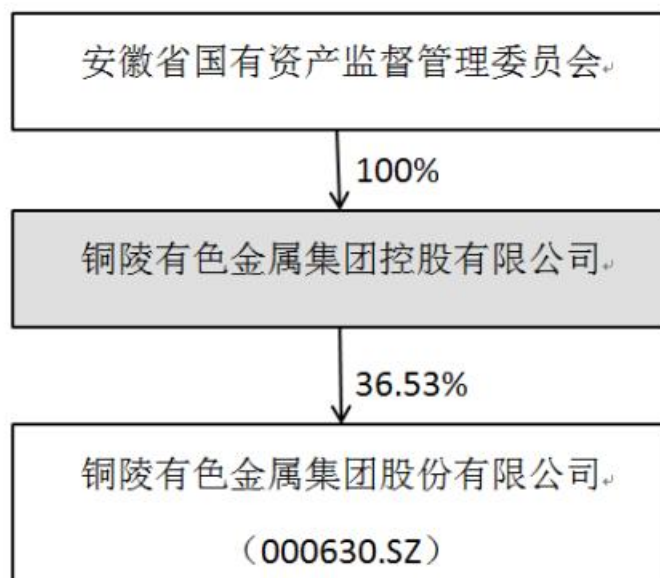 安徽省国有资产监督管理委员会
100%
铜陵有色金属集团控股有限公司
36.53%
铜陵有色金属集团股份有限公司
（000630.SZ）